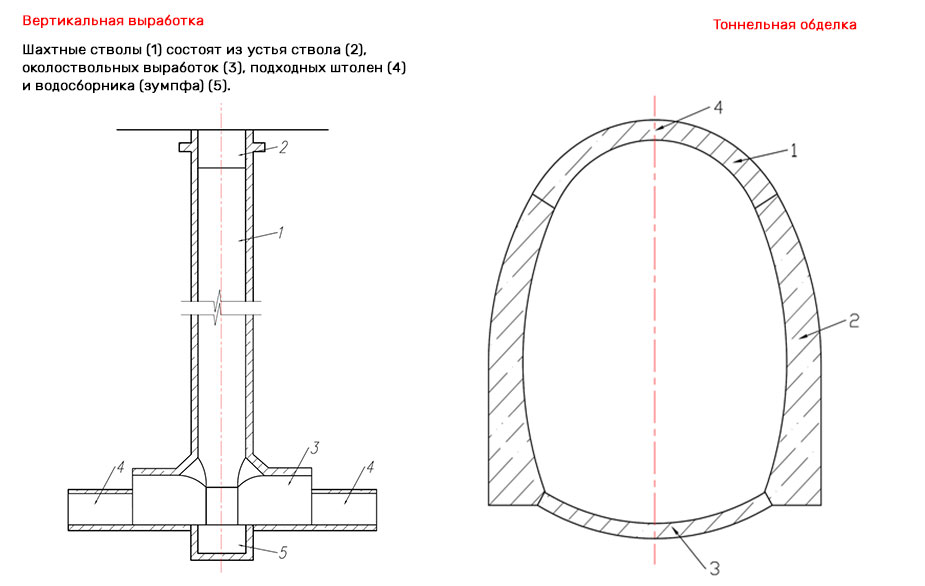 Вертикальная выработка
Шахтные стволы (1) состоят из устья ствола (2),
околоствольных выработок (3), подходных штолен (4)
и водосборника (зумпфа) (5).
2
1
3
4
4
5
Тоннельная обделка
4
1
2
3